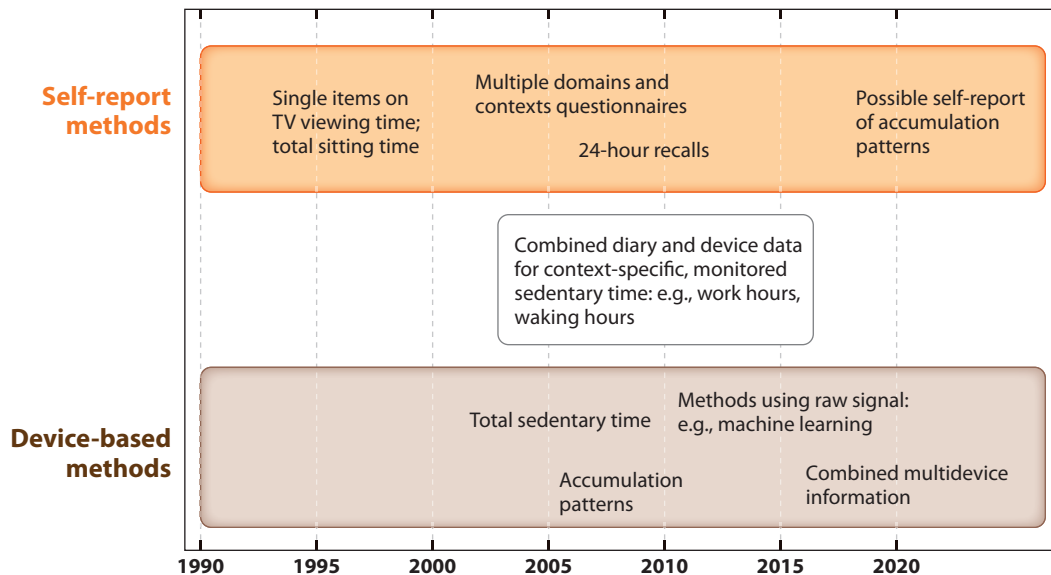 Self-report
methods
Single items on
TV viewing time;
total sitting time
Multiple domains and
contexts questionnaires
24-hour recalls
Possible self-report
of accumulation
patterns
Combined diary and device data
for context-specific, monitored
sedentary time: e.g., work hours,
waking hours
Device-based
methods
Total sedentary time
Accumulation
patterns
Methods using raw signal:
e.g., machine learning
Combined multidevice
information
1990 1995 2000 2005 2010 2015 2020